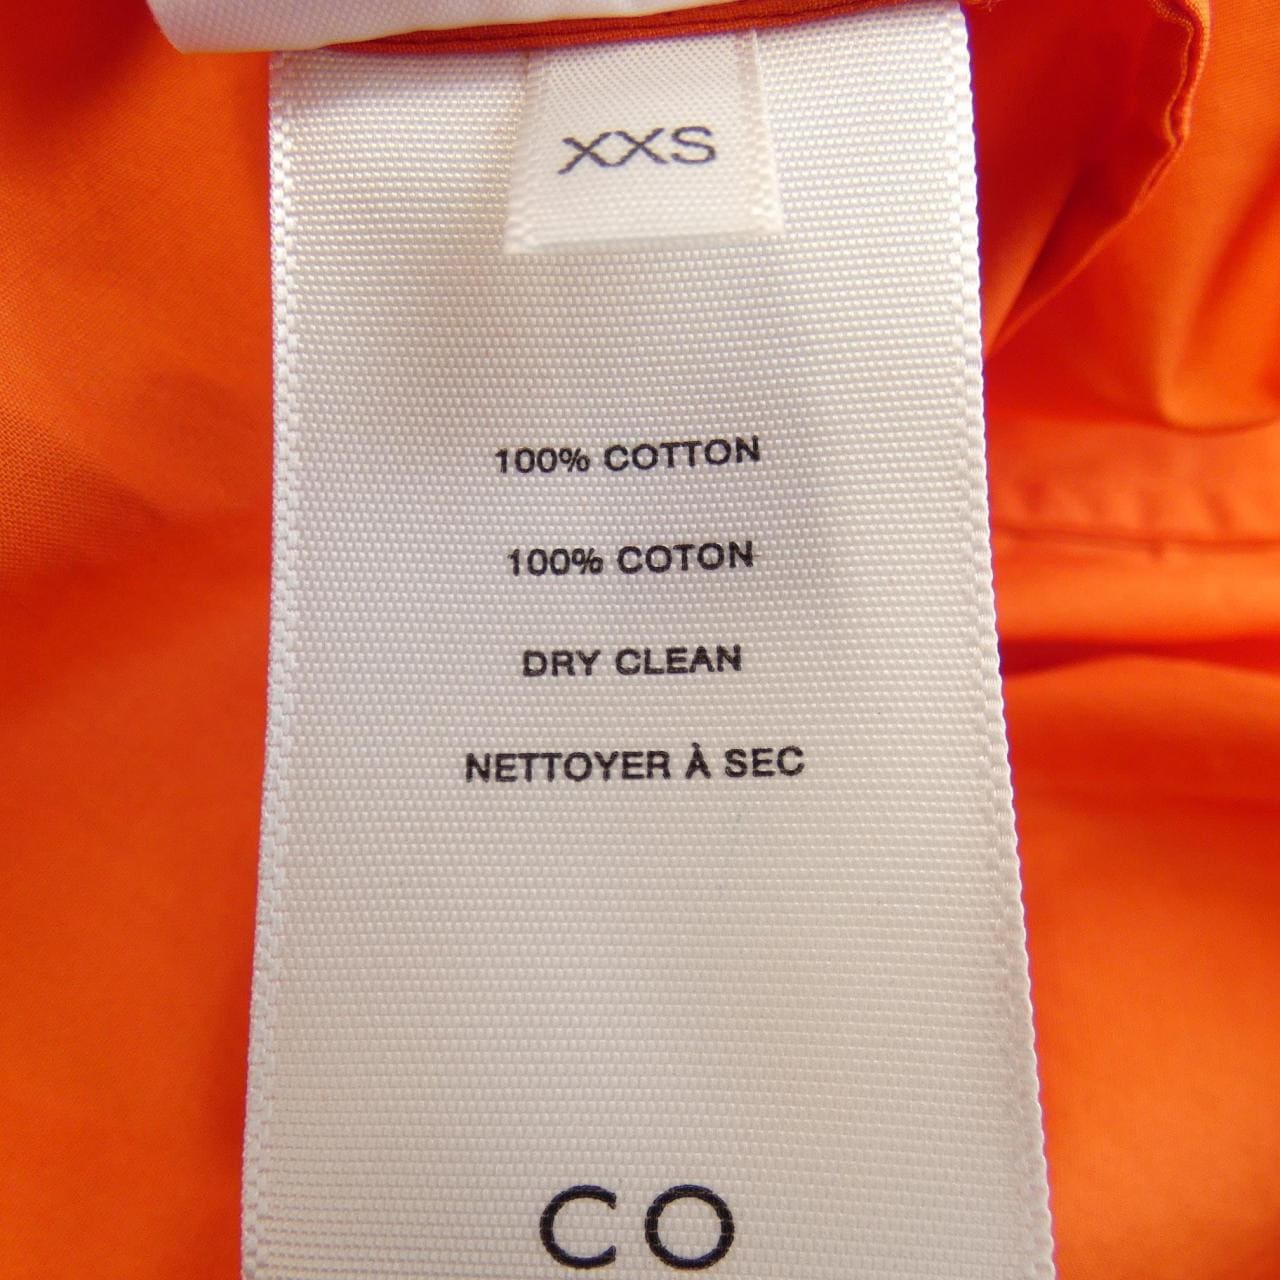 XXS
100% COTTON
100% COTON
DRY CLEAN
NETTOYER À SEC
CO